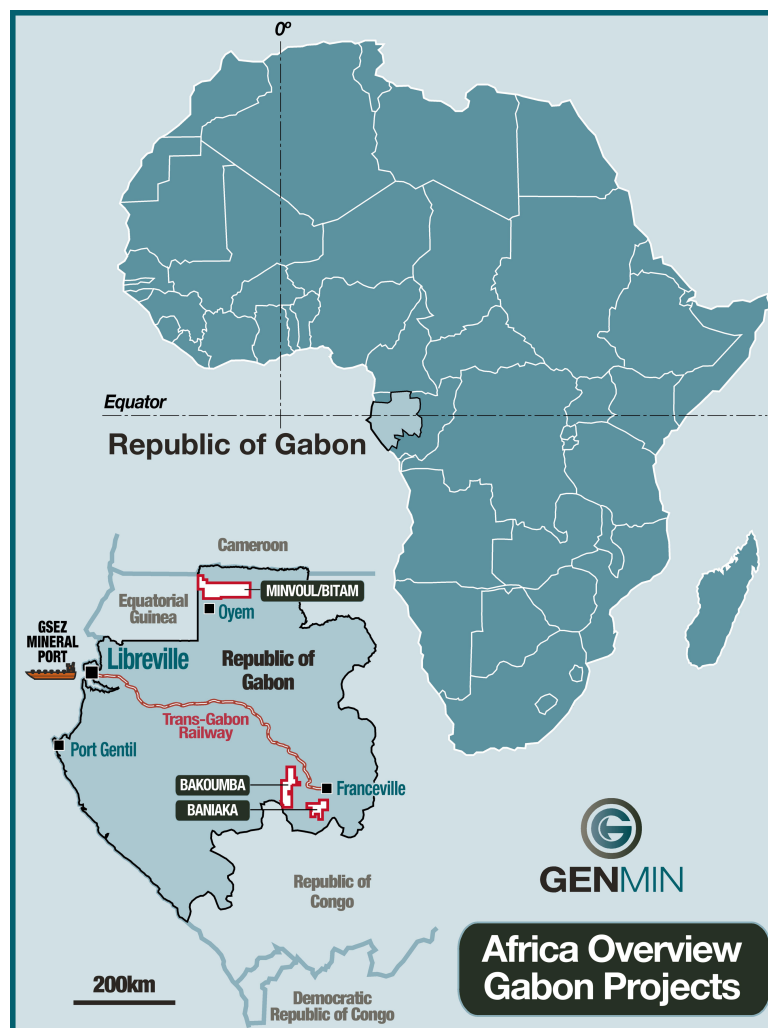 0º
Equator
Republic of Gabon
Cameroon
MINVOUL/BITAM
Equatorial
Guinea
Oyem
GSEZ
MINERAL
PORT
Libreville
Republic of
Gabon
Trans-Gabon
Railway
Port Gentil
BAKOUMBA
Franceville
BANIAKA
Republic of
Congo
GENMIN
200km
Democratic
Republic of Congo
Africa Overview
Gabon Projects